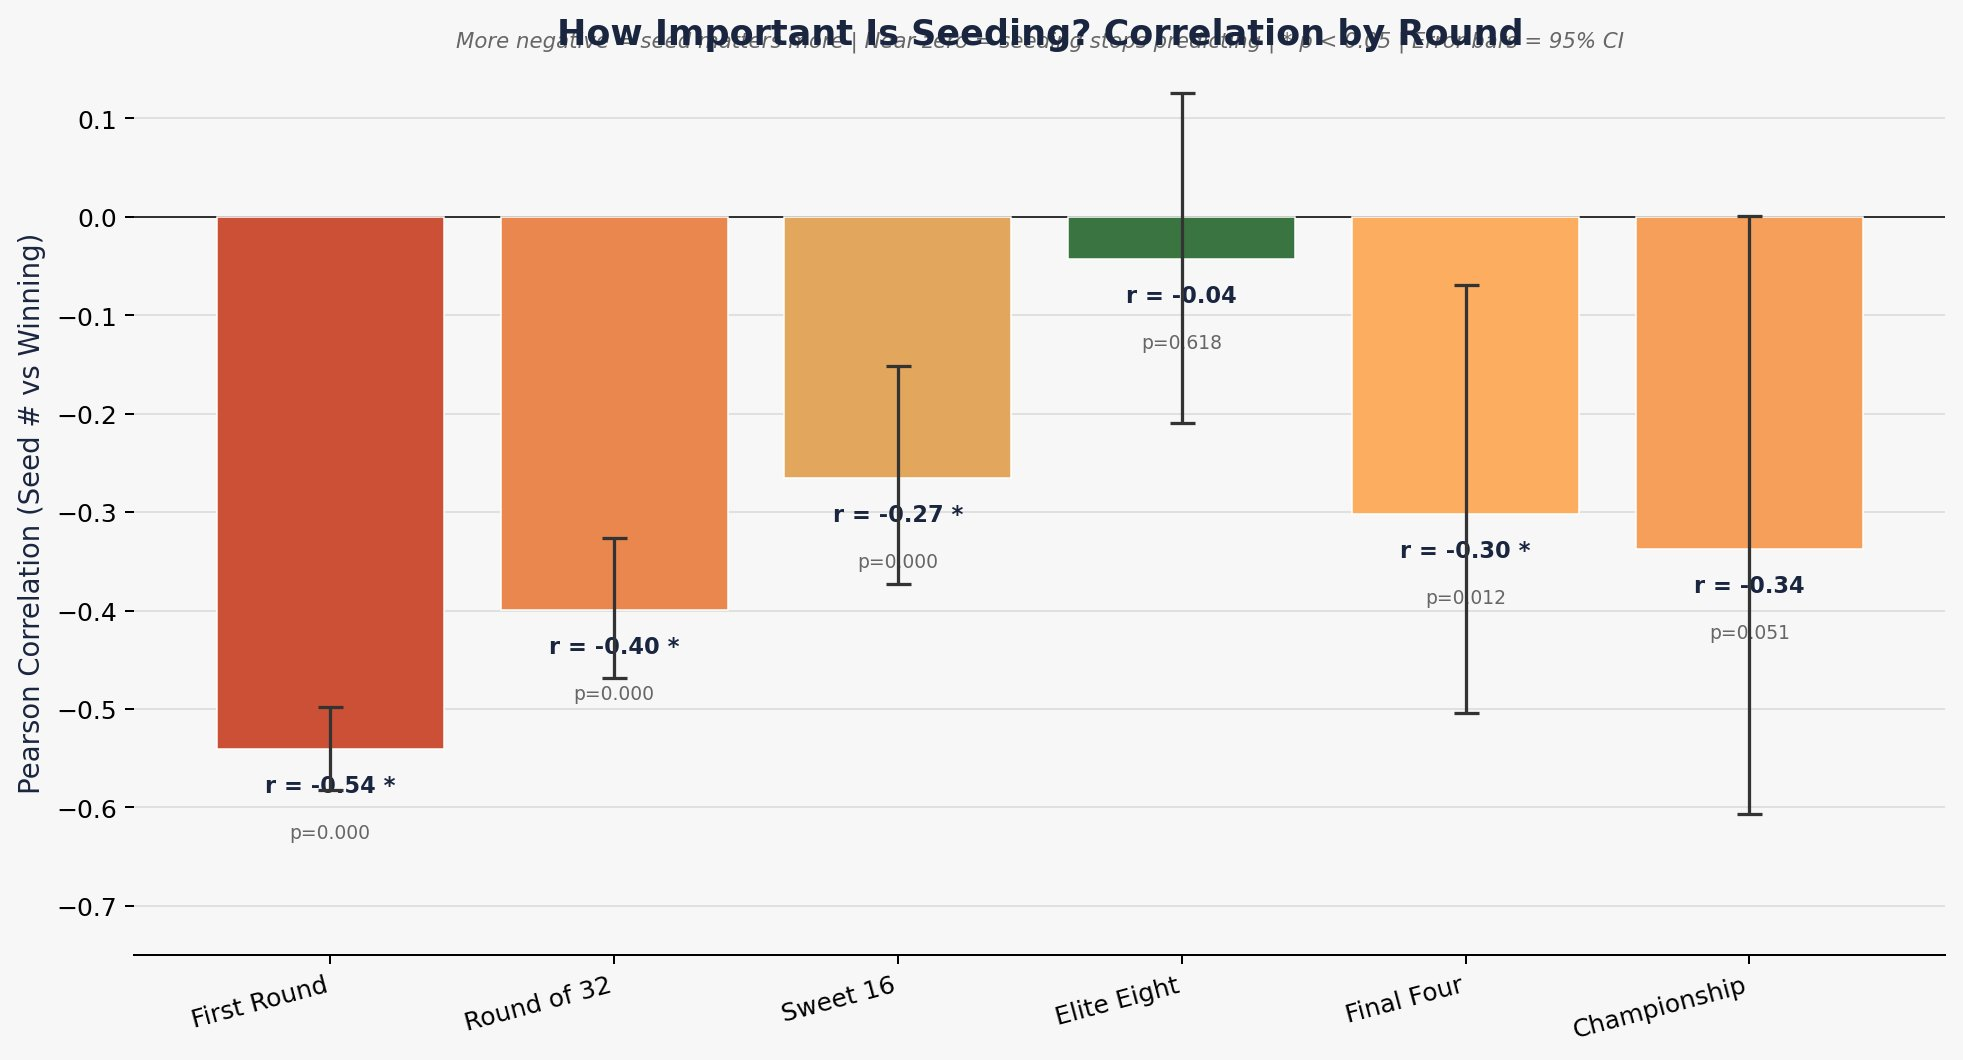 How Important Is Seeding? Correlation by Round
More negative = seed matters more | Near zero = seeding stops predicting | * p < 0.05 | Error bars = 95% CI
Pearson Correlation (Seed # vs Winning)
0.1
0.0
−0.1
−0.2
−0.3
−0.4
−0.5
−0.6
−0.7
r = -0.54 *
p=0.000
r = -0.40 *
p=0.000
r = -0.27 *
p=0.000
r = -0.04
p=0.618
r = -0.30 *
p=0.012
r = -0.34
p=0.051
First Round
Round of 32
Sweet 16
Elite Eight
Final Four
Championship